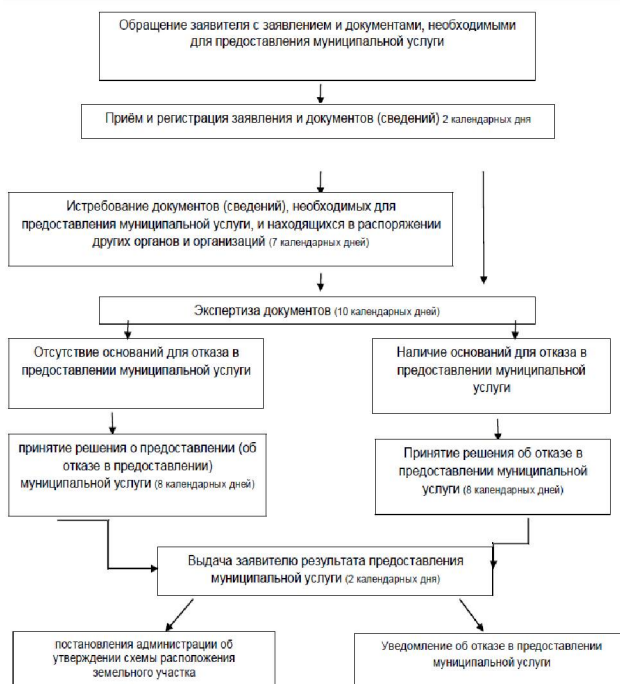 Обращение заявителя с заявлением и документами, необходимыми
для предоставления муниципальной услуги
Приём и регистрация заявления и документов (сведений) 2 календарных дня
Истребование документов (сведений), необходимых для
предоставления муниципальной услуги, и находящихся в распоряжении
других органов и организаций (7 календарных дней)
Экспертиза документов (10 календарных дней)
Отсутствие оснований для отказа в
предоставлении муниципальной услуги
Наличие оснований для отказа в
предоставлении муниципальной
услуги
принятие решения о предоставлении (об
отказе в предоставлении)
муниципальной услуги (8 календарных дней)
Принятие решения об отказе в
предоставлении муниципальной
услуги (8 календарных дней)
Выдача заявителю результата предоставления
муниципальной услуги (2 календарных дня)
постановления администрации об
утверждении схемы расположения
земельного участка
Уведомление об отказе в предоставлении
муниципальной услуги